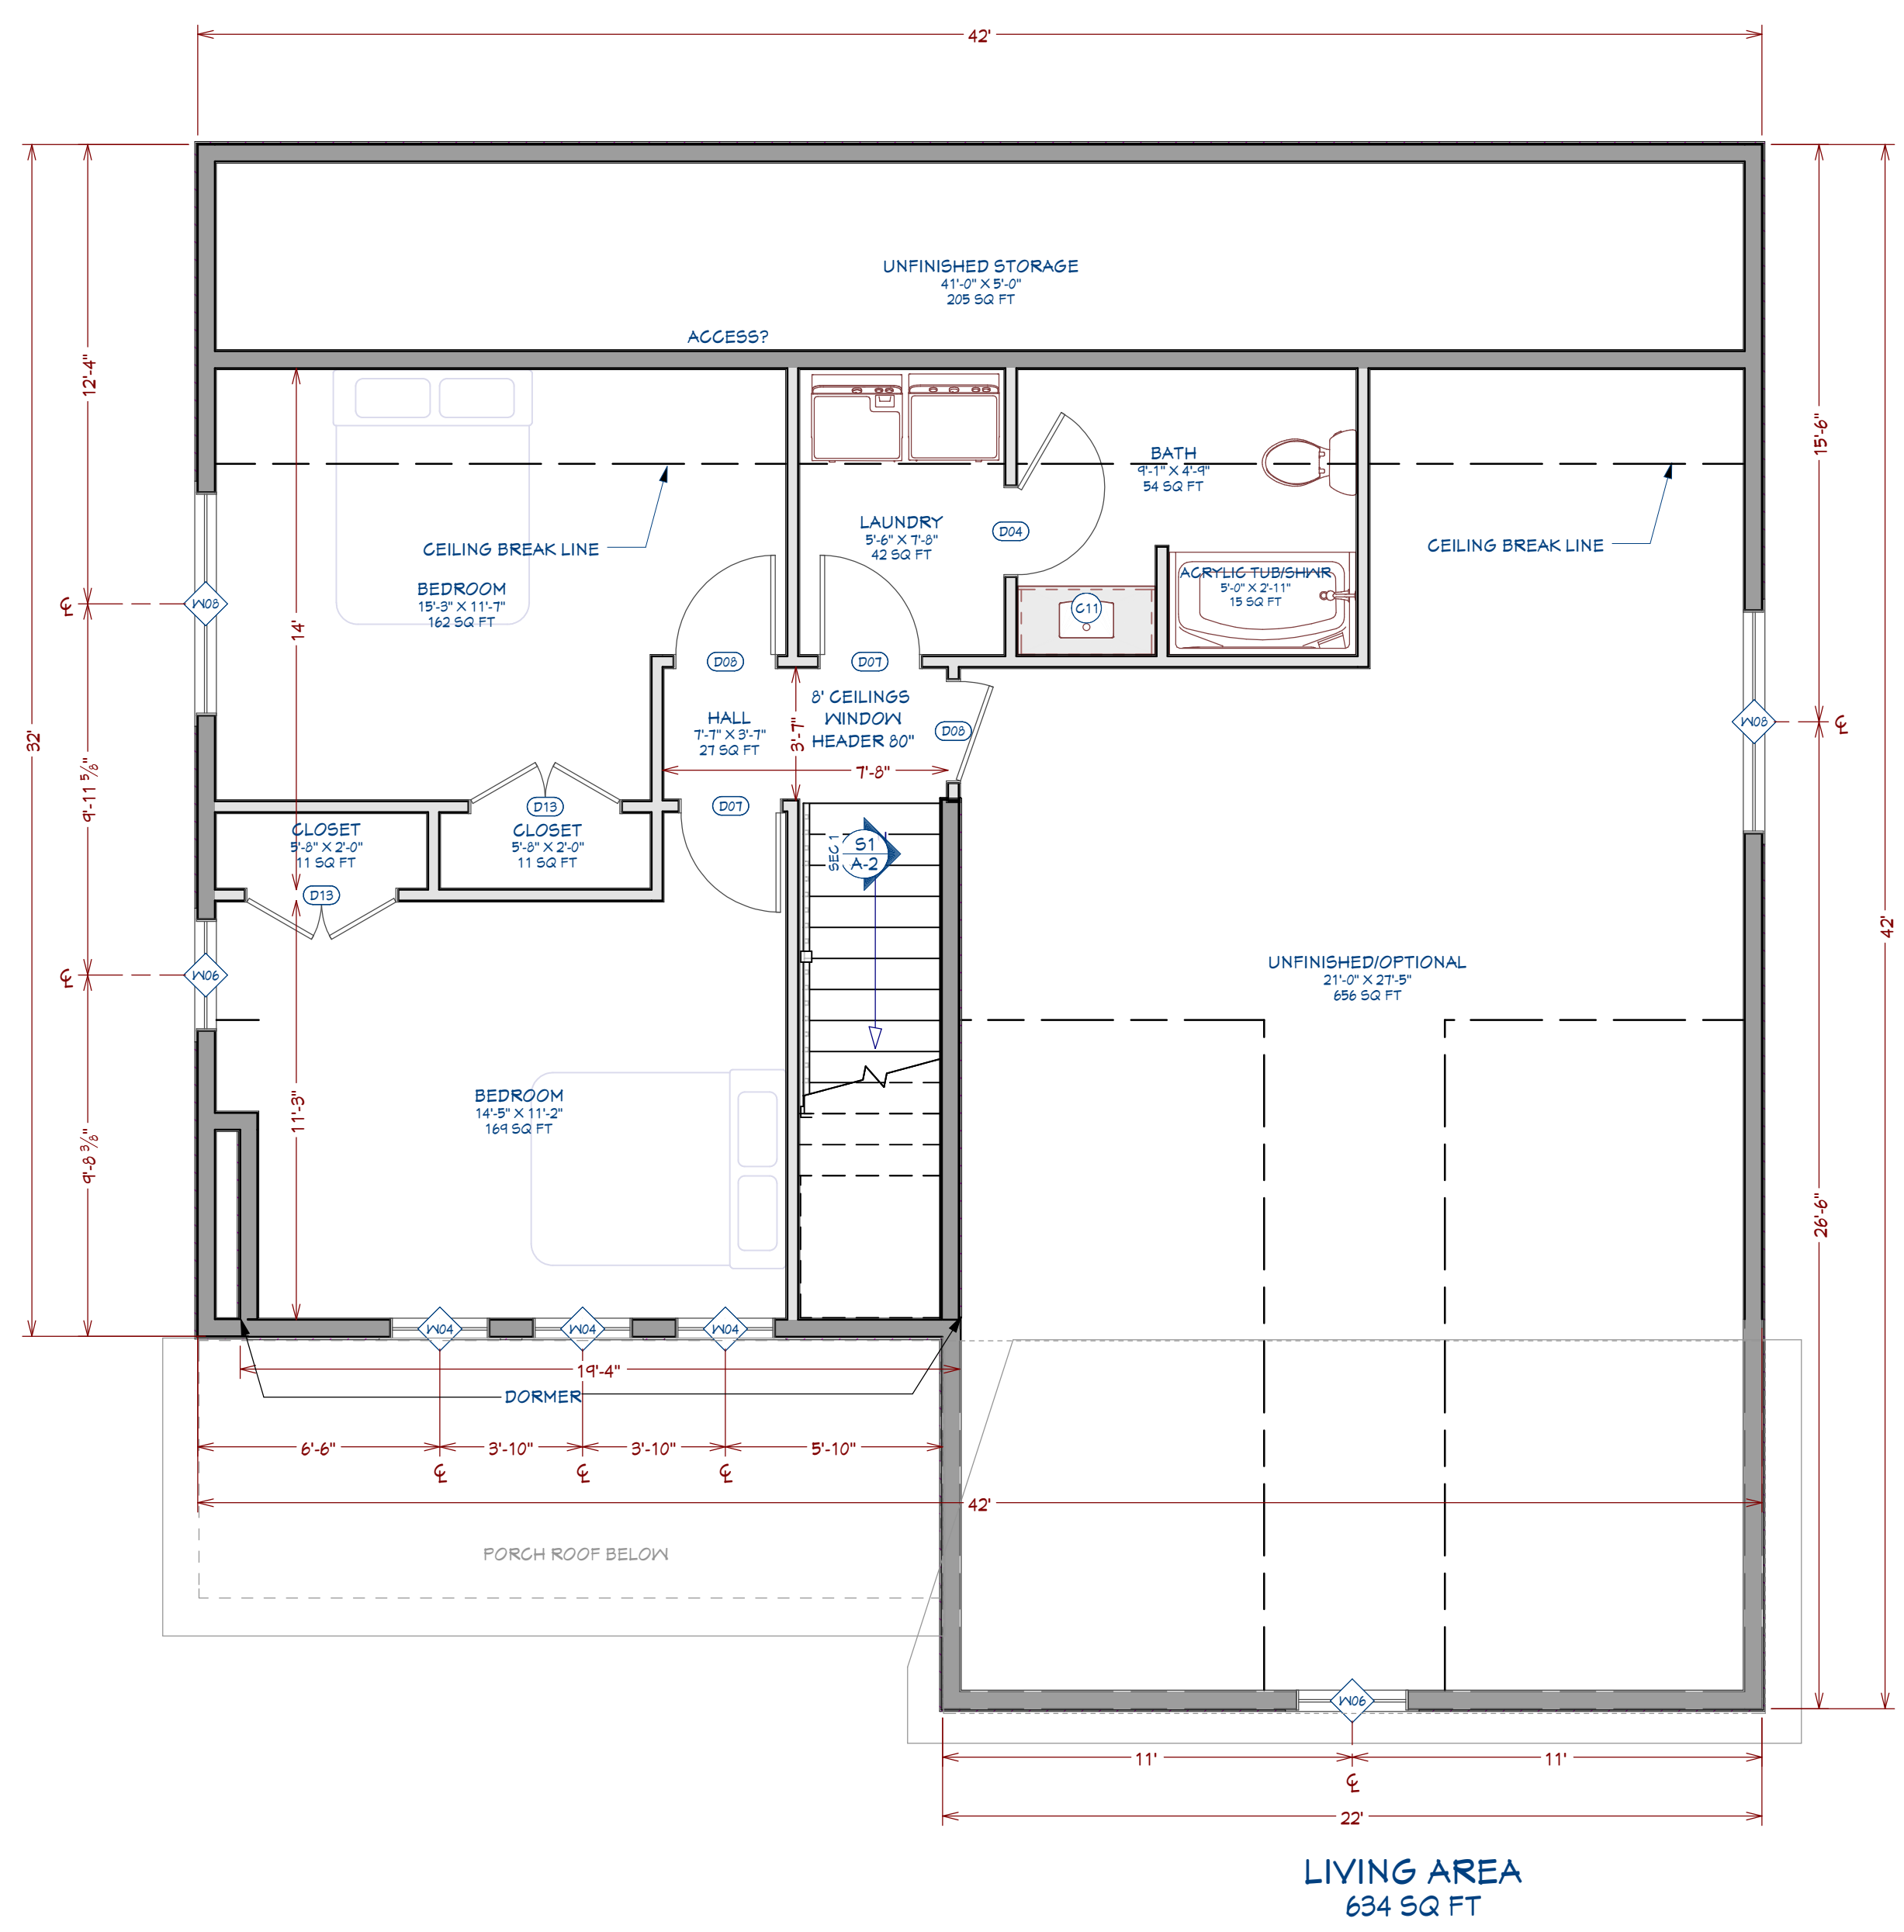 42'
UNFINISHED STORAGE
41'-0" X 5'-0"
205 SQ FT
ACCESS?
12'-4"
15'-6"
BATH
9'-1" X 4'-9"
54 SQ FT
LAUNDRY
5'-6" X 7'-8"
42 SQ FT
D04
CEILING BREAK LINE
CEILING BREAK LINE
ACRYLIC TUB/SHWR
5'-0" X 2'-11"
15 SQ FT
BEDROOM
15'-3" X 11'-7"
162 SQ FT
℄
W08
C11
14'
D08
D07
8' CEILINGS
WINDOW
HEADER 80"
HALL
7'-7" X 3'-7"
27 SQ FT
3'-7"
D08
W08
℄
32'
7'-8"
9'-11 5/8"
D13
D07
CLOSET
5'-8" X 2'-0"
11 SQ FT
CLOSET
5'-8" X 2'-0"
11 SQ FT
SEC 1
S1
A-2
D13
42'
℄
W06
UNFINISHED/OPTIONAL
21'-0" X 27'-5"
656 SQ FT
BEDROOM
14'-5" X 11'-2"
169 SQ FT
11'-3"
9'-8 3/8"
26'-6"
W04
W04
W04
19'-4"
DORMER
6'-6"
3'-10"
3'-10"
5'-10"
℄
℄
℄
42'
PORCH ROOF BELOW
W06
11'
11'
℄
22'
LIVING AREA
634 SQ FT